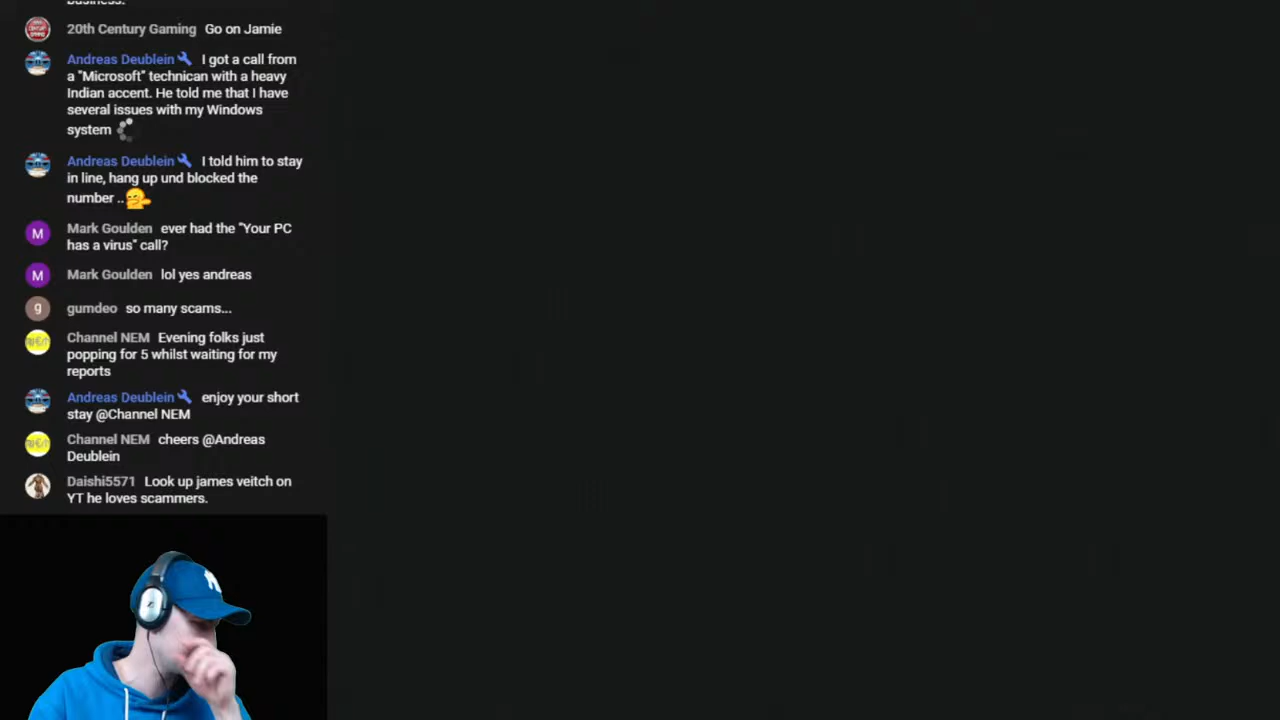 business.
20th Century Gaming Go on Jamie
Andreas Deublein I got a call from
a "Microsoft" technican with a heavy
Indian accent. He told me that I have
several issues with my Windows
system
Andreas Deublein I told him to stay
in line, hang up und blocked the
number ..
M Mark Goulden ever had the "Your PC
has a virus" call?
M Mark Goulden lol yes andreas
g gumdeo so many scams...
Channel NEM Evening folks just
popping for 5 whilst waiting for my
reports
Andreas Deublein enjoy your short
stay @Channel NEM
Channel NEM cheers @Andreas
Deublein
Daishi5571 Look up james veitch on
YT he loves scammers.